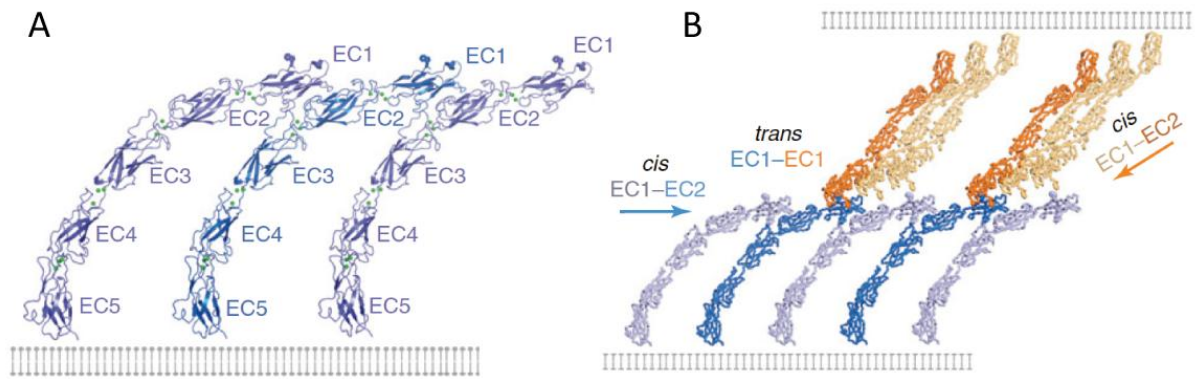 A
EC1
EC1
EC1
EC2
EC2
EC2
EC3
EC3
EC3
EC4
EC4
EC4
EC5
EC5
EC5
B
cis
EC1–EC2
trans
EC1–EC1
cis
EC1–EC2